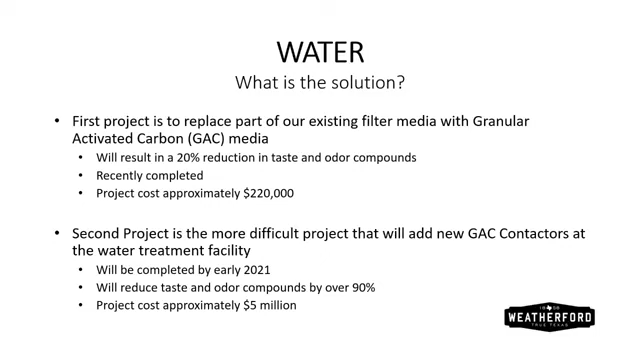 WATER
What is the solution?
• First project is to replace part of our existing filter media with Granular
Activated Carbon (GAC) media
• Will result in a 20% reduction in taste and odor compounds
• Recently completed
• Project cost approximately $220,000
• Second Project is the more difficult project that will add new GAC Contactors at
the water treatment facility
• Will be completed by early 2021
• Will reduce taste and odor compounds by over 90%
• Project cost approximately $5 million
WEATHERFORD
TRUE TEXAS